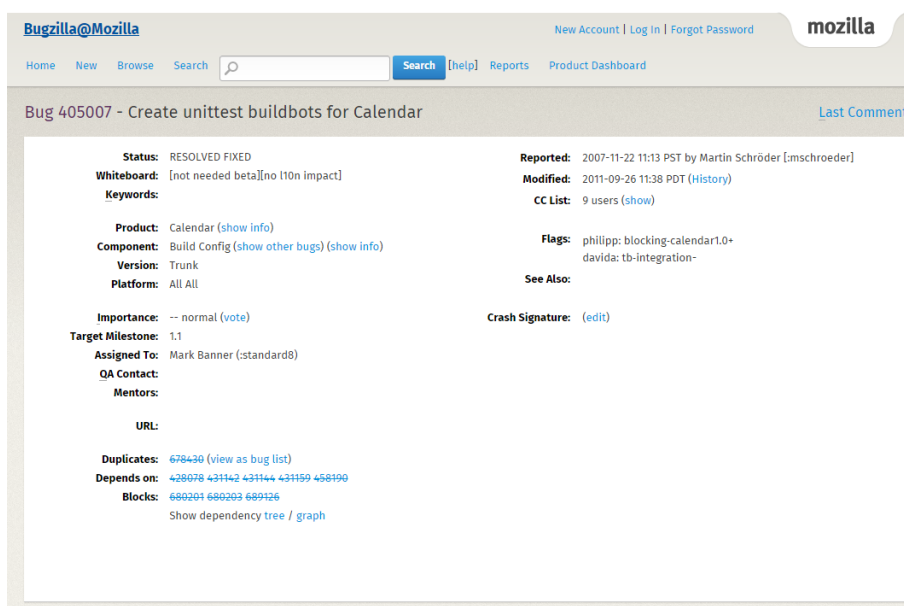 Bugzilla@Mozilla
New Account | Log In | Forgot Password
mozilla
Home New Browse Search Search [help] Reports Product Dashboard
Bug 405007 - Create unittest buildbots for Calendar
Last Comment
Status: RESOLVED FIXED
Whiteboard: [not needed beta][no l10n impact]
Keywords:
Product: Calendar (show info)
Component: Build Config (show other bugs) (show info)
Version: Trunk
Platform: All All
Importance: -- normal (vote)
Target Milestone: 1.1
Assigned To: Mark Banner (:standard8)
QA Contact:
Mentors:
URL:
Duplicates: 678430 (view as bug list)
Depends on: 428078 431142 431144 431159 458190
Blocks: 680201 680203 689126
Show dependency tree / graph
Reported: 2007-11-22 11:13 PST by Martin Schröder [:mschroeder]
Modified: 2011-09-26 11:38 PDT (History)
CC List: 9 users (show)
Flags: philipp: blocking-calendar1.0+
davida: tb-integration-
See Also:
Crash Signature: (edit)